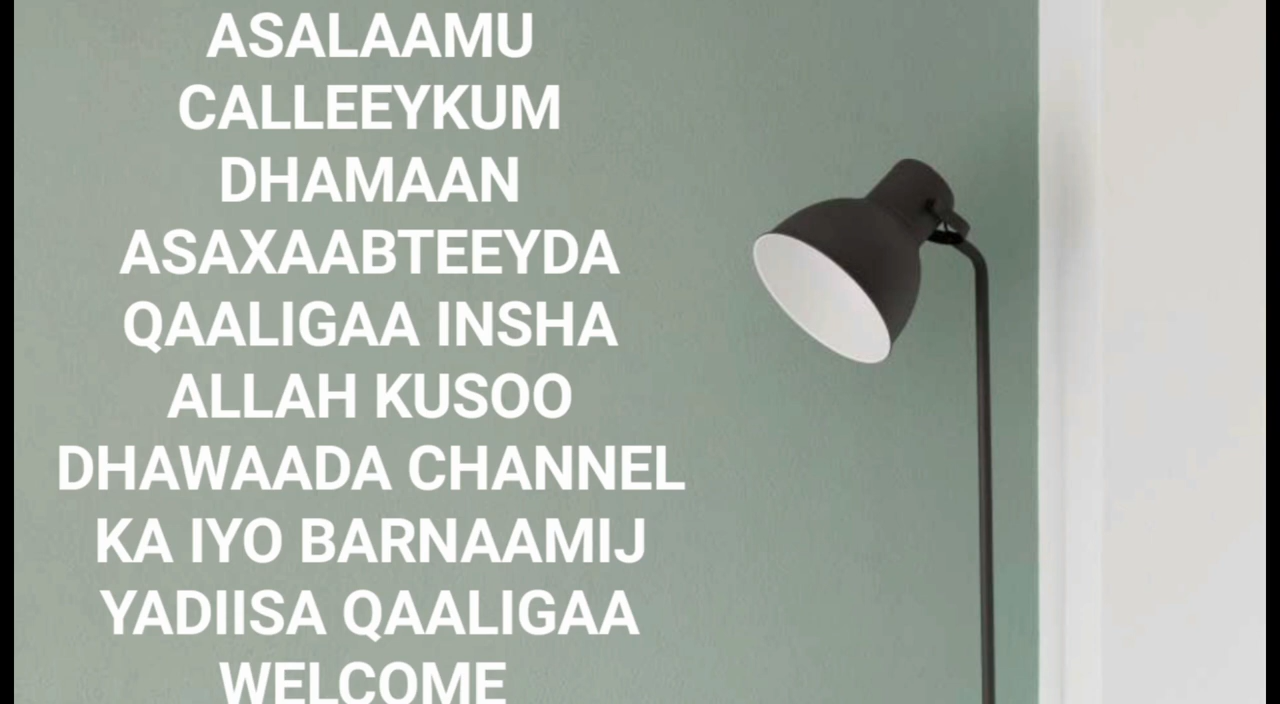 ASALAAMU
CALLEEYKUM
DHAMAAN
ASAXAABTEEYDA
QAALIGAA INSHA
ALLAH KUSOO
DHAWAADA CHANNEL
KA IYO BARNAAMIJ
YADIISA QAALIGAA
WELCOME